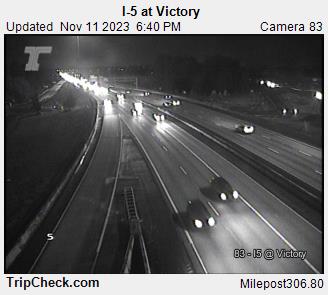 I-5 at Victory
Updated  Nov 11 2023  6:40 PM
Camera 83
S
83 - I5 @ Victory
TripCheck.com
Milepost306.80